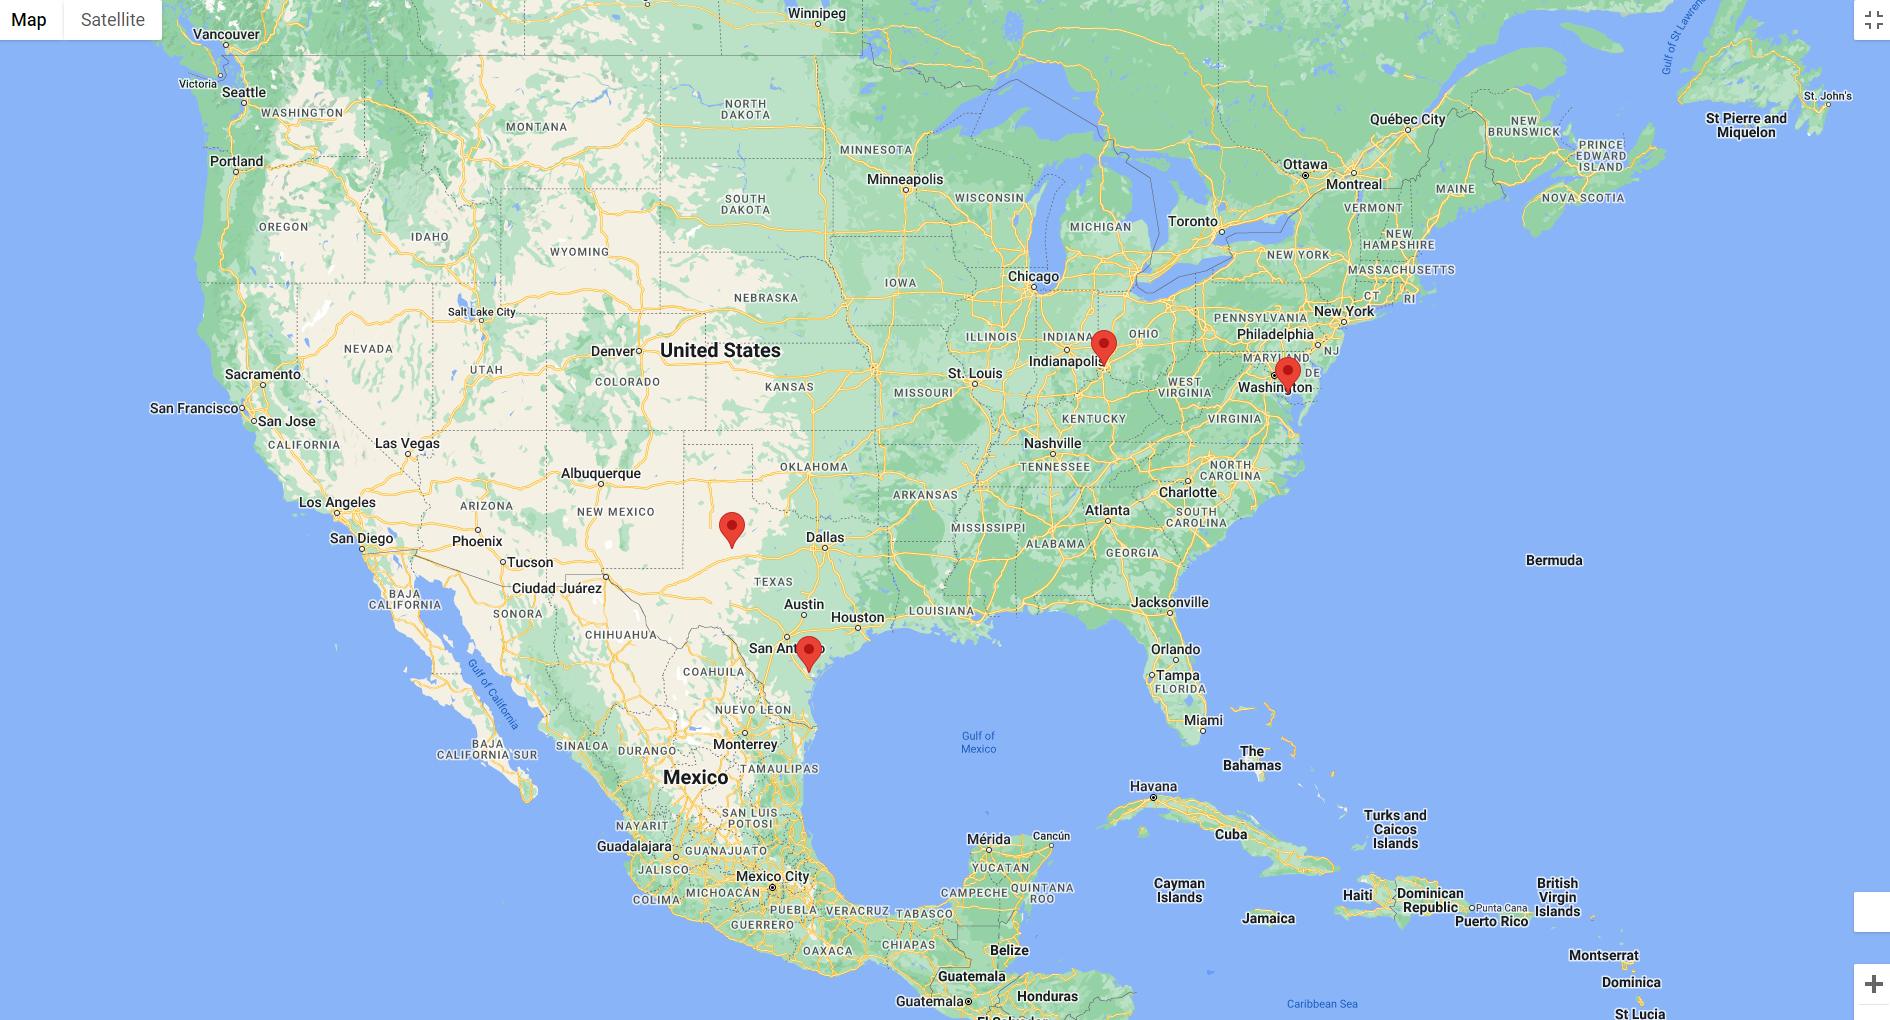 Map
Satellite
Winnipeg
Vancouver
Victoria
Seattle
WASHINGTON
MONTANA
NORTH
DAKOTA
MINNESOTA
Minneapolis
Portland
OREGON
IDAHO
WYOMING
SOUTH
DAKOTA
WISCONSIN
MICHIGAN
Toronto
Ottawa
Montreal
Québec City
NEW
BRUNSWICK
PRINCE
EDWARD
ISLAND
NOVA SCOTIA
MAINE
VERMONT
NEW
HAMPSHIRE
MASSACHUSETTS
NEW YORK
CT
RI
Gulf of St Lawrence
St. John's
St Pierre and
Miquelon
Chicago
IOWA
NEBRASKA
Salt Lake City
NEVADA
UTAH
Denver
United States
COLORADO
KANSAS
ILLINOIS
INDIANA
OHIO
PENNSYLVANIA
New York
Philadelphia
NJ
MARYLAND
DE
Washington
Indianapolis
St. Louis
MISSOURI
WEST
VIRGINIA
KENTUCKY
VIRGINIA
Sacramento
San Francisco
San Jose
CALIFORNIA
Las Vegas
Nashville
TENNESSEE
NORTH
CAROLINA
Charlotte
Albuquerque
OKLAHOMA
ARKANSAS
Los Angeles
ARIZONA
NEW MEXICO
Atlanta
SOUTH
CAROLINA
MISSISSIPPI
ALABAMA
GEORGIA
San Diego
Phoenix
Tucson
Dallas
Ciudad Juárez
TEXAS
Bermuda
BAJA
CALIFORNIA
SONORA
CHIHUAHUA
Austin
Houston
LOUISIANA
Jacksonville
San Antonio
COAHUILA
Orlando
Tampa
FLORIDA
Gulf of California
NUEVO LEON
Miami
Gulf of
Mexico
BAJA
CALIFORNIA SUR
SINALOA
DURANGO
Monterrey
The
Bahamas
Mexico
TAMAULIPAS
Havana
SAN LUIS
POTOSI
NAYARIT
Turks and
Caicos
Islands
Cuba
Guadalajara
GUANAJUATO
Mérida
Cancún
JALISCO
YUCATAN
Mexico City
MICHOACÁN
COLIMA
CAMPECHE
QUINTANA
ROO
Cayman
Islands
Haiti
Dominican
Republic
Punta Cana
British
Virgin
Islands
Puerto Rico
Jamaica
PUEBLA
VERACRUZ
TABASCO
GUERRERO
OAXACA
CHIAPAS
Belize
Montserrat
Guatemala
Dominica
Guatemala
Honduras
Caribbean Sea
St Lucia
El Salvador